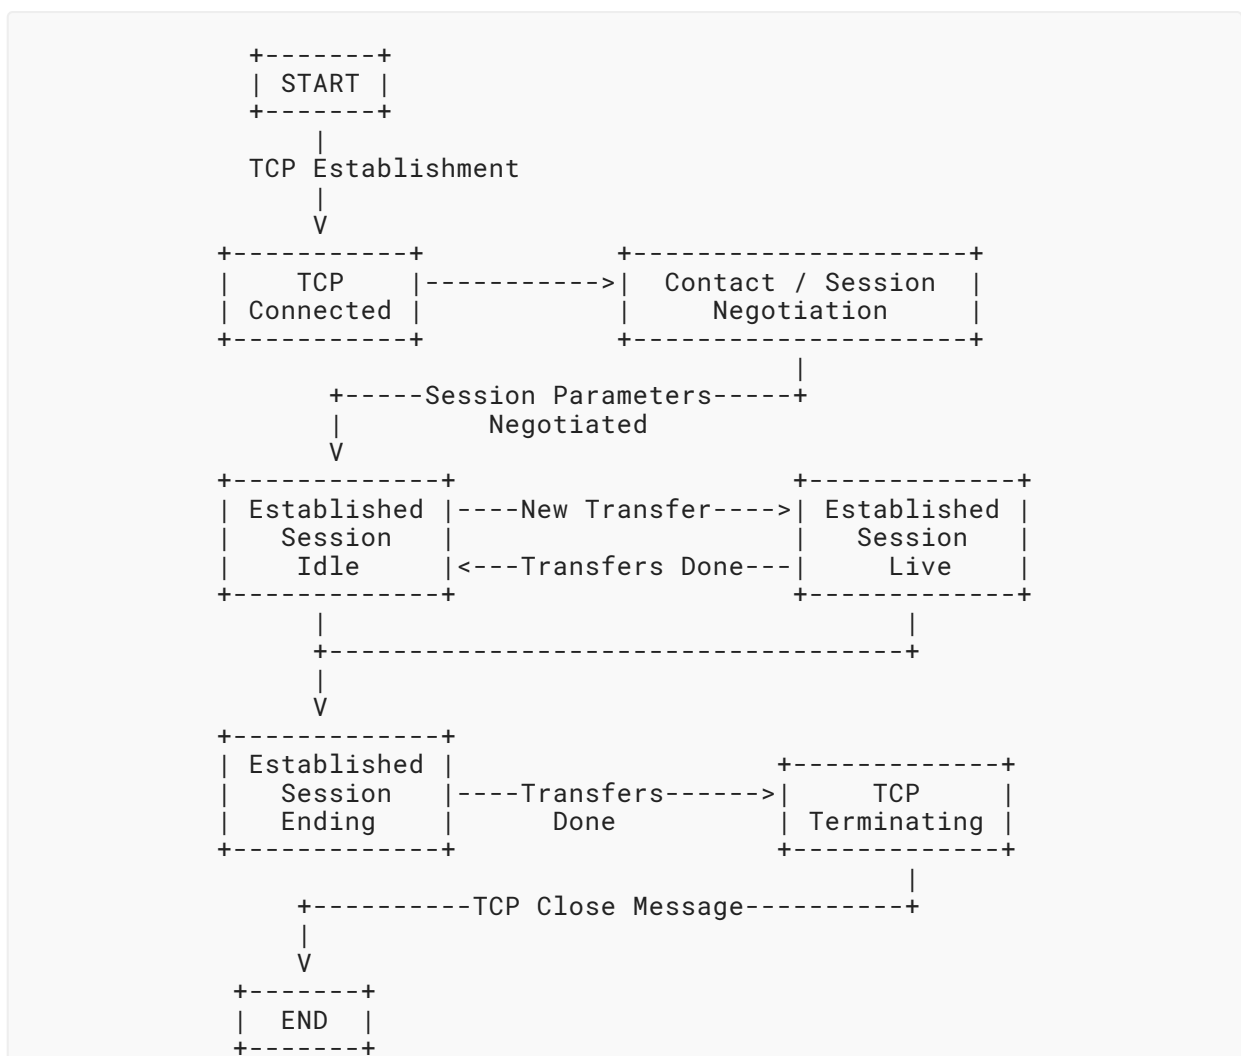 +-------+
| START |
+-------+
|
TCP Establishment
|
V
+-----------+            +---------------------+
|    TCP    |----------->|  Contact / Session  |
| Connected |            |     Negotiation     |
+-----------+            +---------------------+
|
+-----Session Parameters-----+
|         Negotiated
V
+-------------+                     +-------------+
| Established |----New Transfer---->| Established |
|   Session   |                     |   Session   |
|    Idle     |<---Transfers Done---|     Live    |
+-------------+                     +-------------+
|                                    |
+------------------------------------+
|
V
+-------------+
| Established |                    +-------------+
|   Session   |----Transfers------>|     TCP     |
|   Ending    |      Done          | Terminating |
+-------------+                    +-------------+
|
+----------TCP Close Message----------+
|
V
+-------+
|  END  |
+-------+